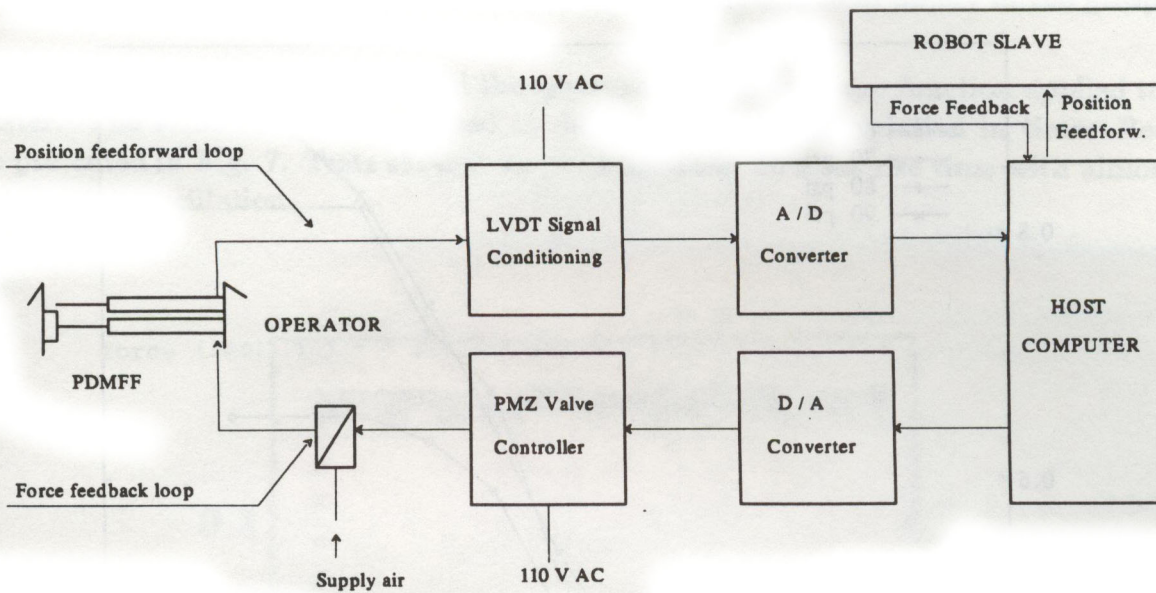 ROBOT SLAVE
110 V AC
Force Feedback
Position
Feedforw.
Position feedforward loop
LVDT Signal
Conditioning
A / D
Converter
HOST
COMPUTER
OPERATOR
PDMFF
PMZ Valve
Controller
D / A
Converter
Force feedback loop
Supply air
110 V AC